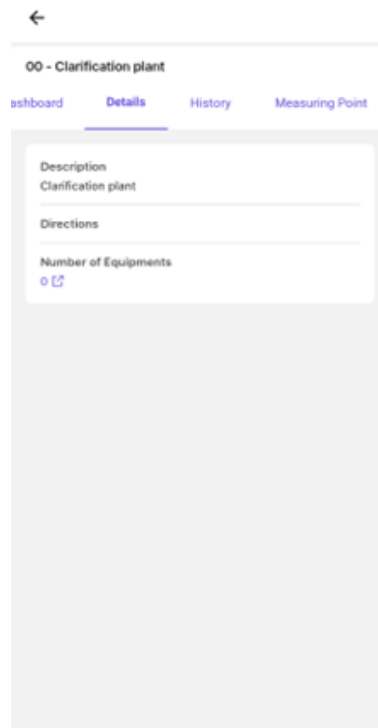 00 - Clarification plant
ashboard Details History Measuring Point
Description
Clarification plant
Directions
Number of Equipments
0